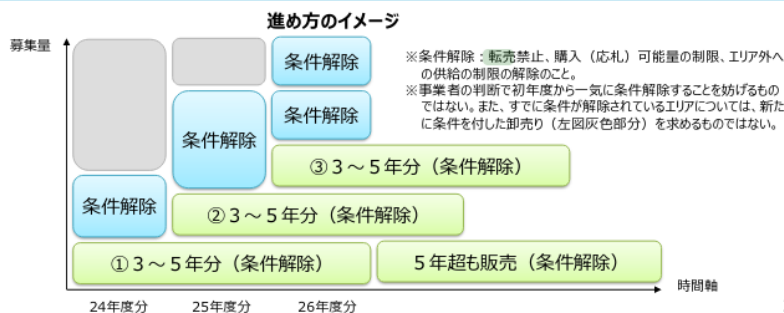 進め方のイメージ
募集量
※条件解除：転売禁止、購入（応札）可能量の制限、エリア外へ
の供給の制限の解除のこと。
※事業者の判断で初年度から一気に条件解除することを妨げるもの
ではない。また、すでに条件が解除されているエリアについては、新た
に条件を付した卸売り（左図灰色部分）を求めるものではない。
条件解除
条件解除
条件解除
条件解除
③３～５年分（条件解除）
②３～５年分（条件解除）
①３～５年分（条件解除）
５年超も販売（条件解除）
時間軸
24年度分
25年度分
26年度分